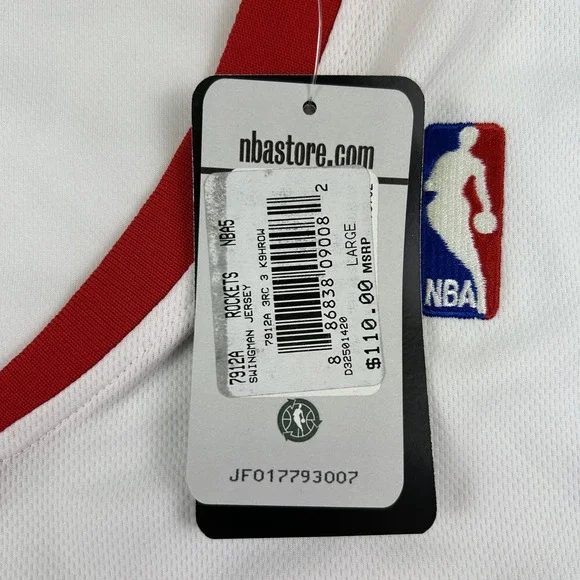 nbastore.com
7912A ROCKETS NBA5
SWINGMAN JERSEY
7912A 3RC 3 K9HROW
8 86838 09008 2
D32501420 LARGE
$110.00 MSRP
JF017793007
NBA